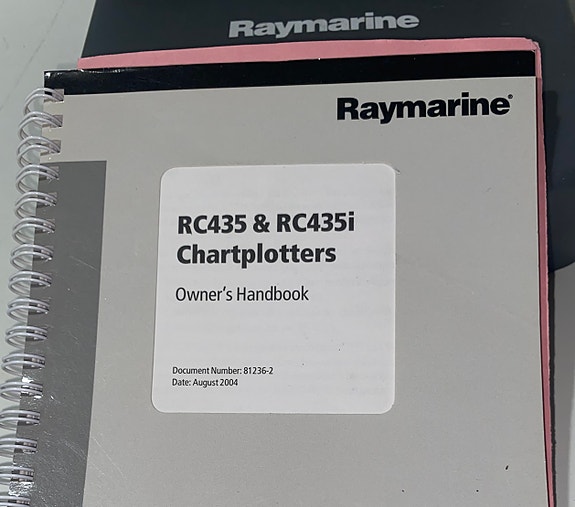 Raymarine
Raymarine®
RC435 & RC435i
Chartplotters
Owner's Handbook
Document Number: 81236-2
Date: August 2004